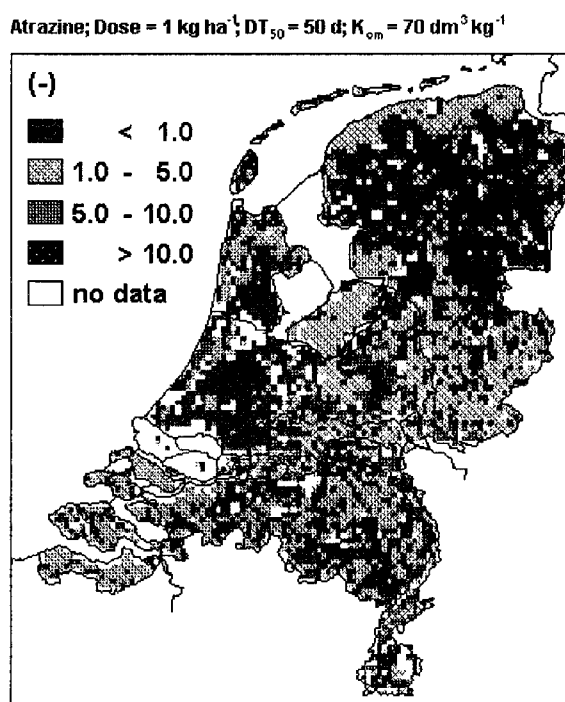 Atrazine; Dose = 1 kg ha⁻¹; DT₅₀ = 50 d; Kₒₘ = 70 dm³ kg⁻¹
(-)
< 1.0
1.0 - 5.0
5.0 - 10.0
> 10.0
no data